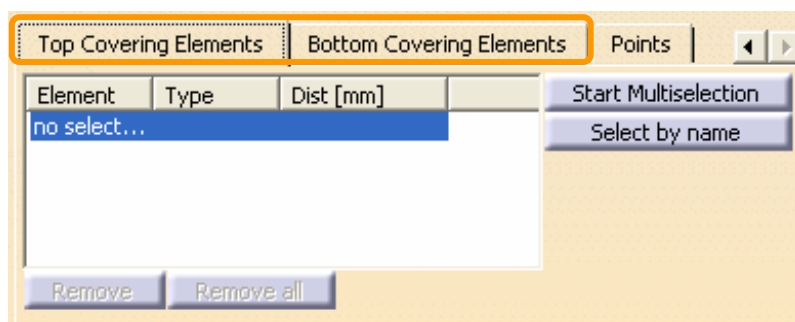 Top Covering Elements Bottom Covering Elements Points
Element Type Dist [mm] Start Multiselection
no select... Select by name
Remove Remove all